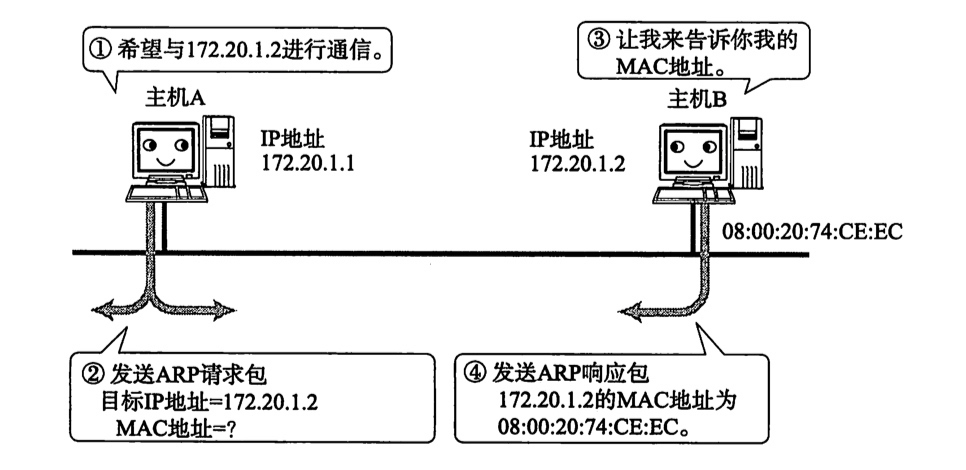 ① 希望与172.20.1.2进行通信。
③ 让我来告诉你我的
MAC地址。
主机A
主机B
IP地址
172.20.1.1
IP地址
172.20.1.2
08:00:20:74:CE:EC
② 发送ARP请求包
目标IP地址=172.20.1.2
MAC地址=?
④ 发送ARP响应包
172.20.1.2的MAC地址为
08:00:20:74:CE:EC。